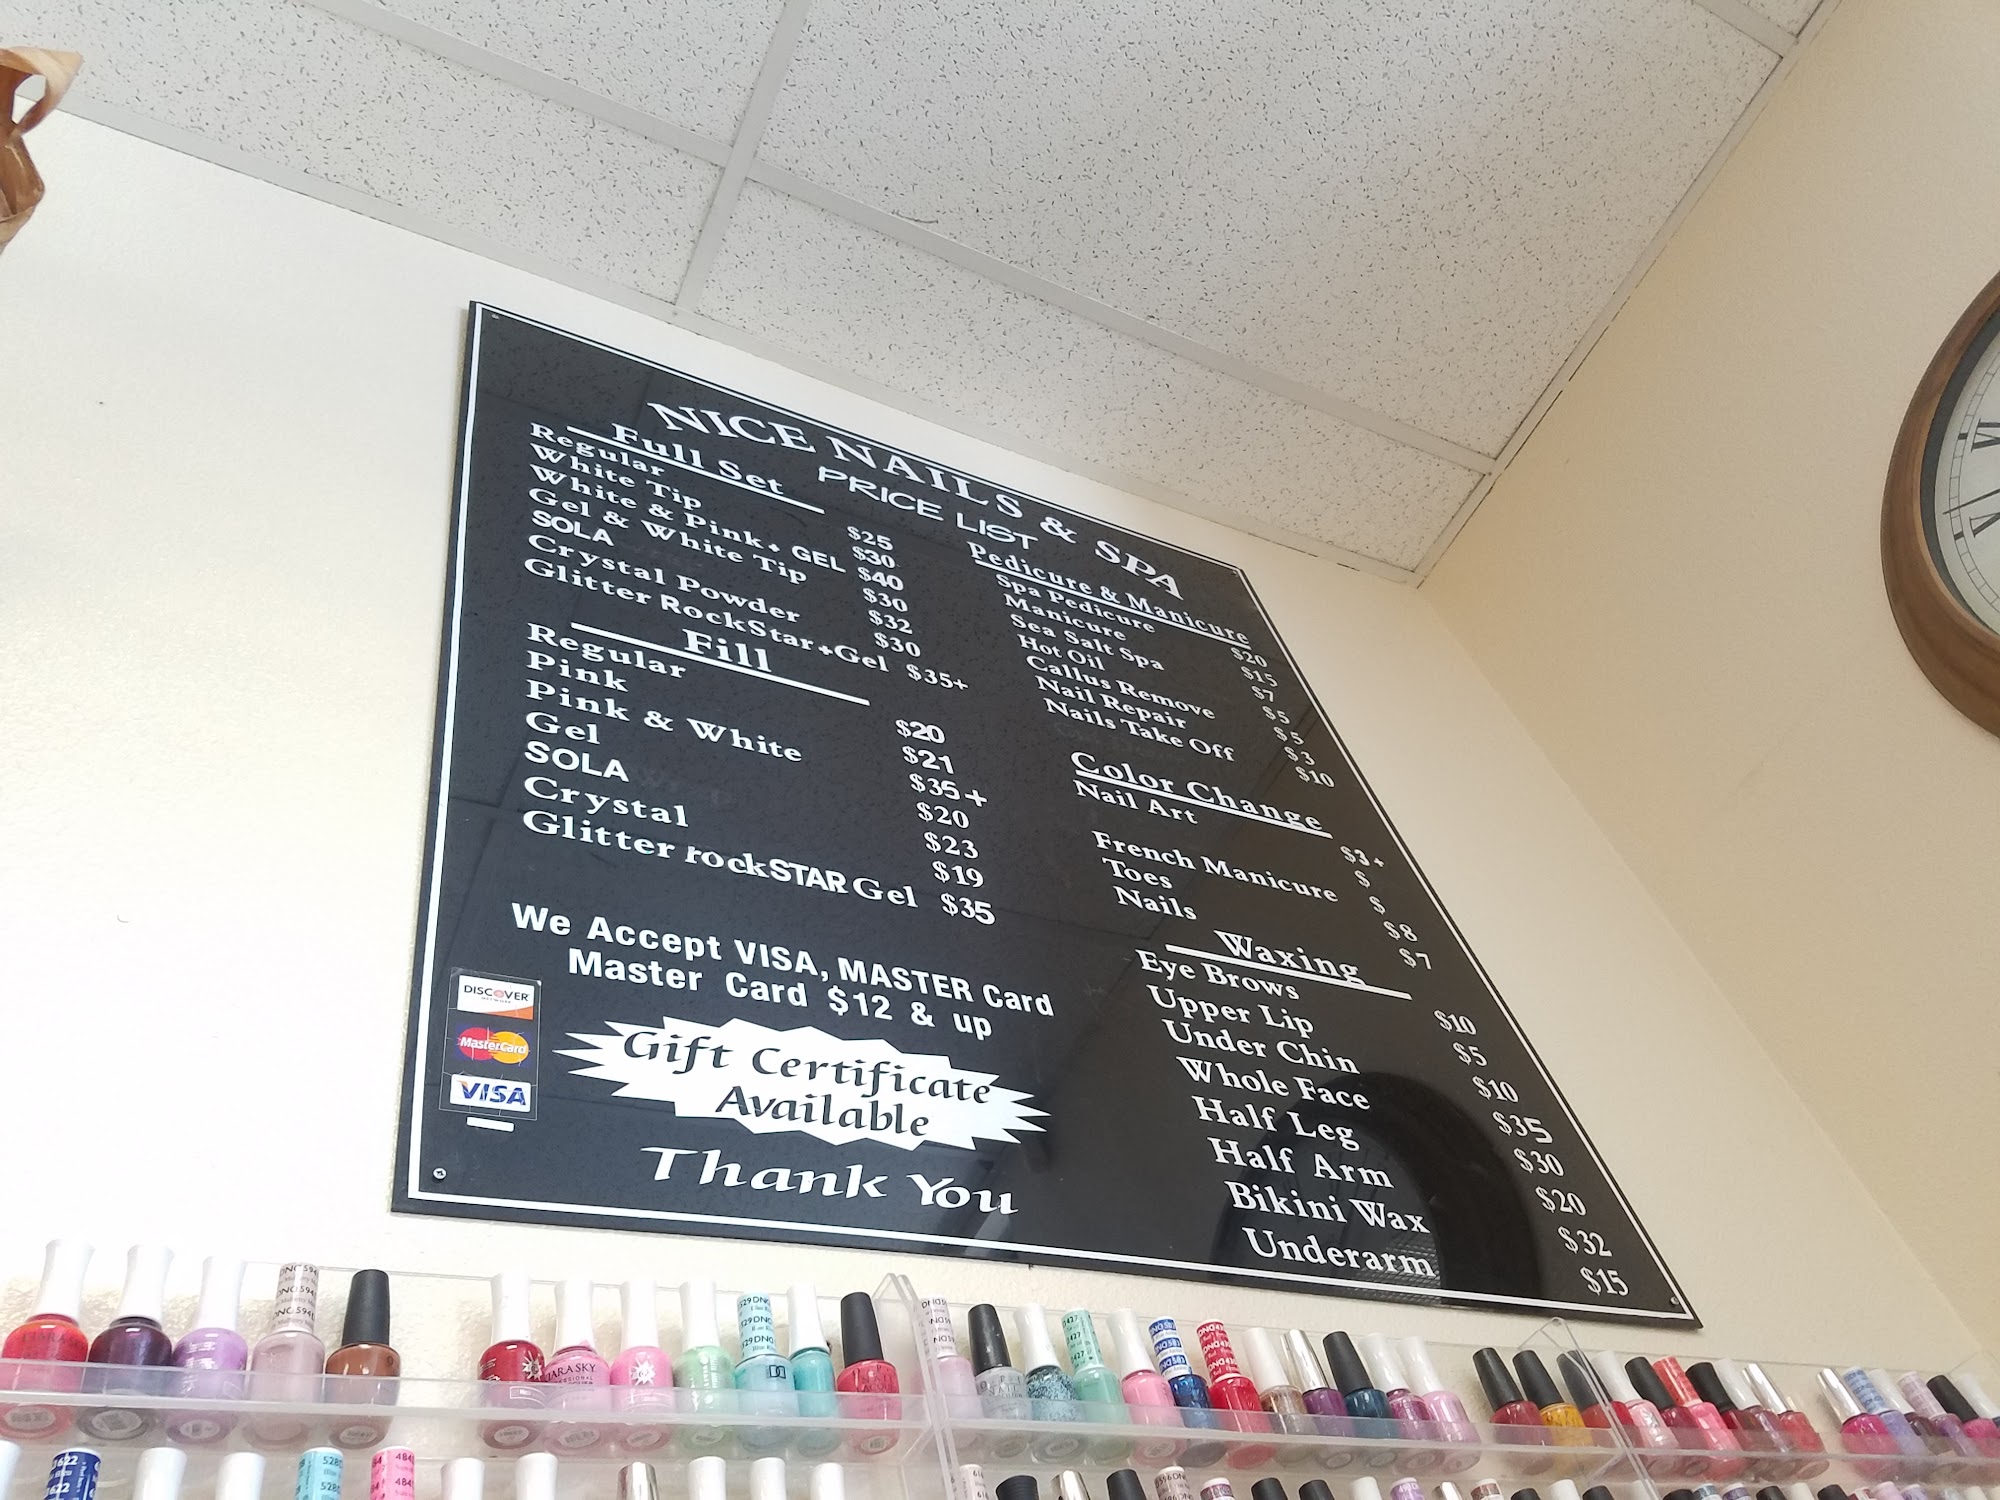 NICE NAILS & SPA
PRICE LIST
Full Set
Regular $25
White Tip $30
White & Pink + GEL $40
Gel & White Tip $30
SOLA $32
Crystal Powder $30
Glitter RockStar+Gel $35+
Fill
Regular $20
Pink $21
Pink & White $35+
Gel $20
SOLA $23
Crystal $19
Glitter rockSTAR Gel $35
We Accept VISA, MASTER Card
Master Card $12 & up
DISCOVER
NETWORK
MasterCard
VISA
Gift Certificate
Available
Thank You
Pedicure & Manicure
Spa Pedicure $20
Manicure $15
Sea Salt Spa $7
Hot Oil $5
Callus Remove $5
Nail Repair $3
Nails Take Off $10
Color Change
Nail Art $3+
$
French Manicure $
Toes $8
Nails $7
Waxing
Eye Brows $10
Upper Lip $5
Under Chin $10
Whole Face $35
Half Leg $30
Half Arm $20
Bikini Wax $32
Underarm $15